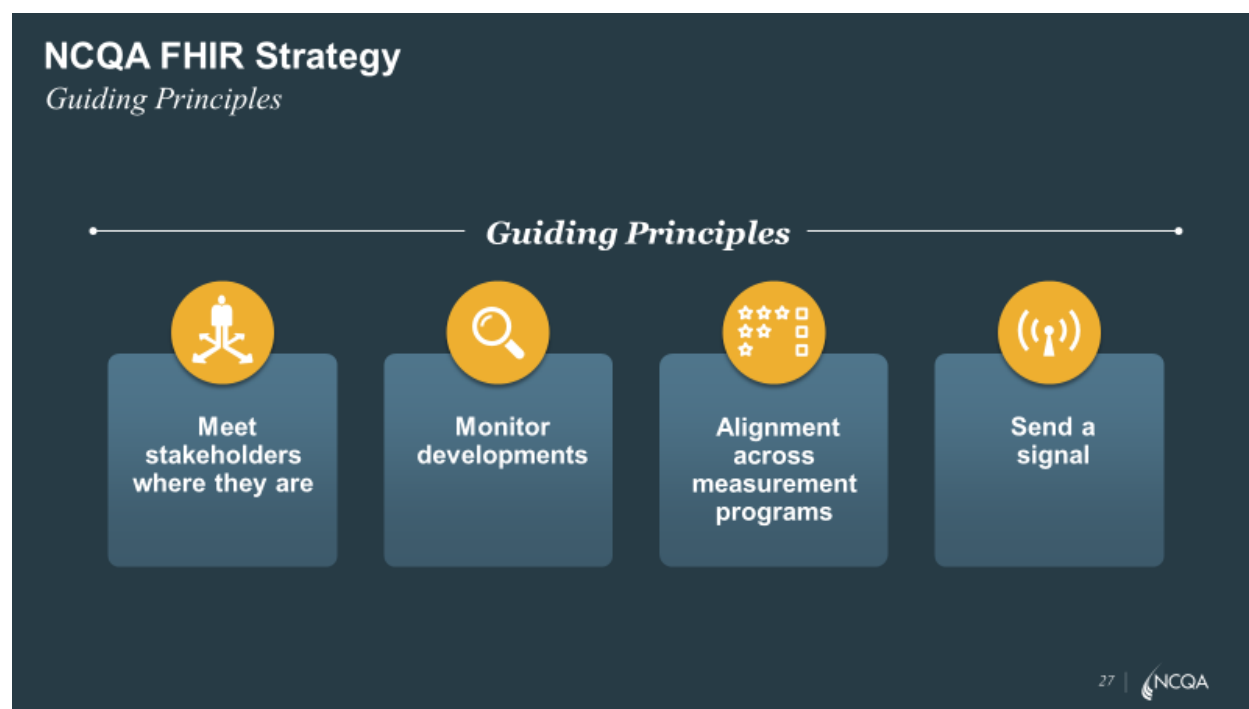 NCQA FHIR Strategy
Guiding Principles
Guiding Principles
Meet
stakeholders
where they are
Monitor
developments
Alignment
across
measurement
programs
Send a
signal
27
NCQA